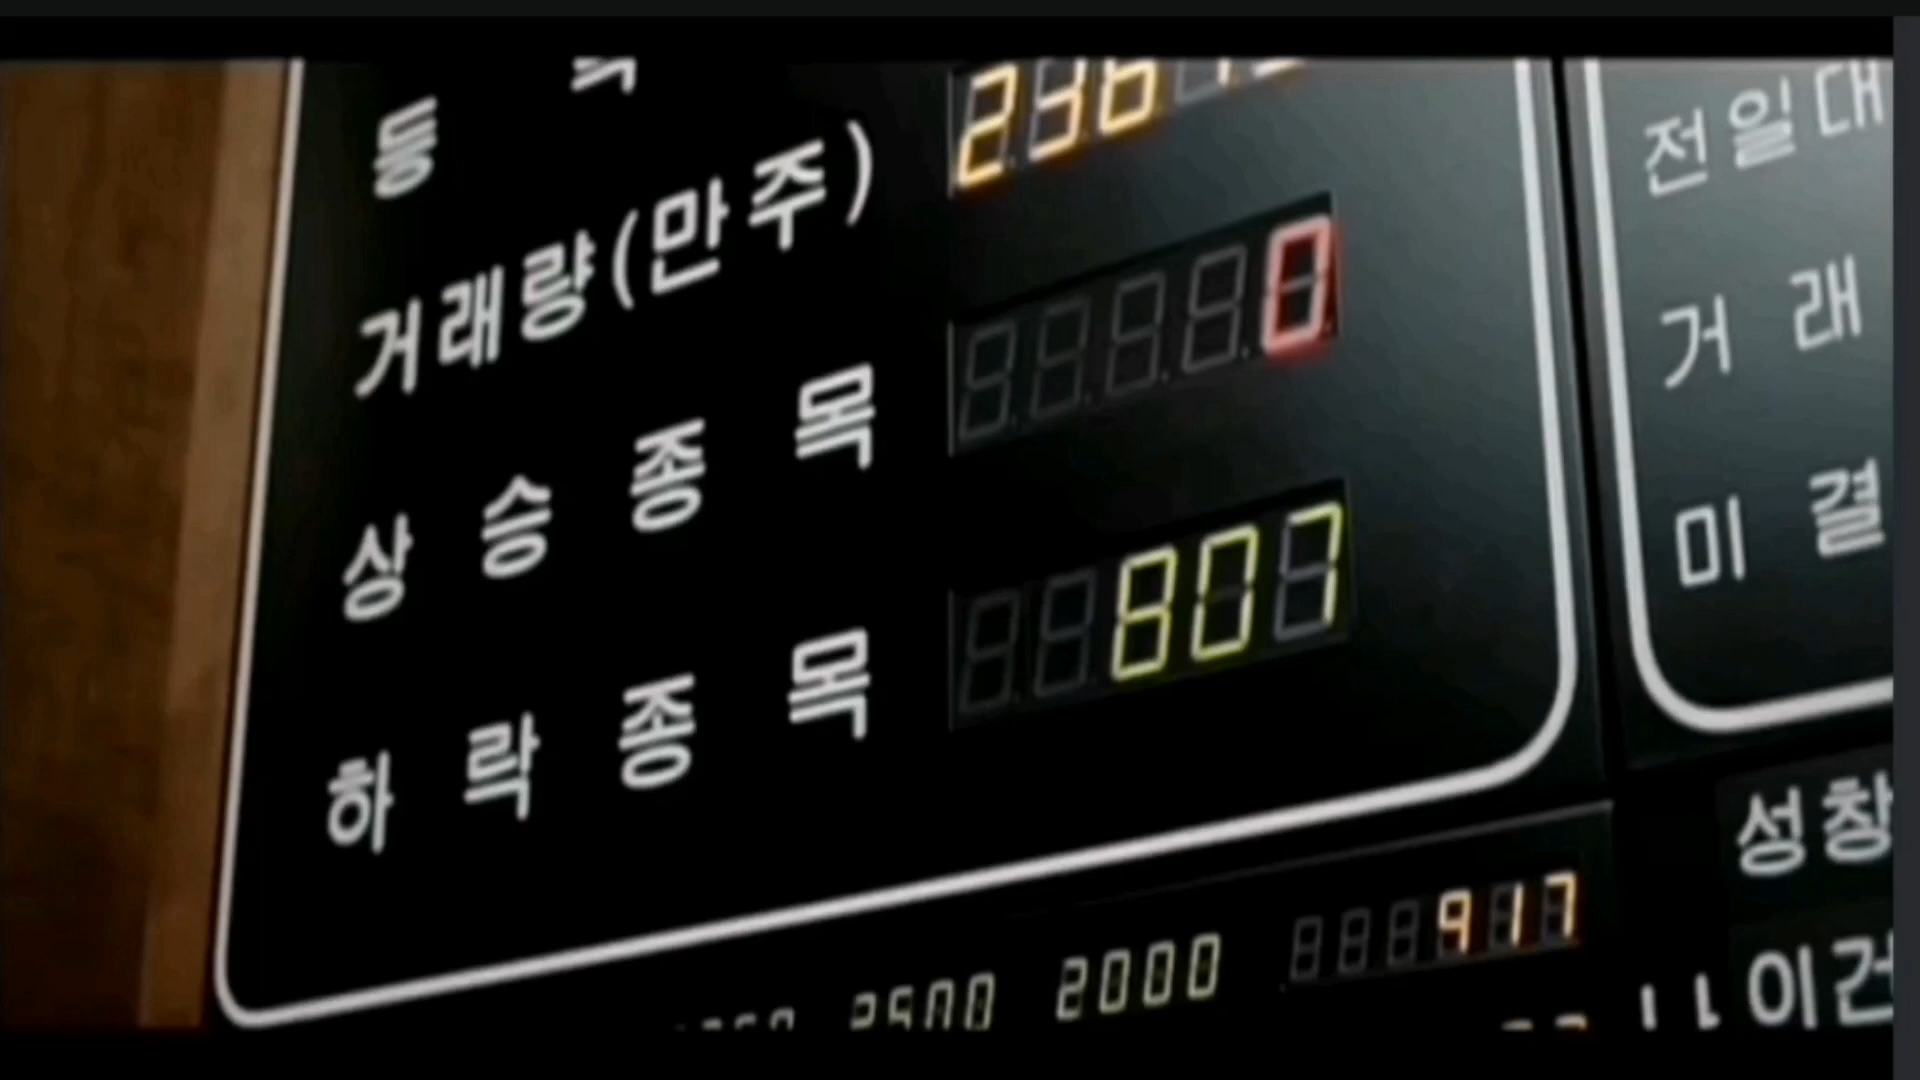 등 락
거래량(만주)
상승종목 0
하락종목 807
전일대
거래
미결
2500 2000 917
성창
이건